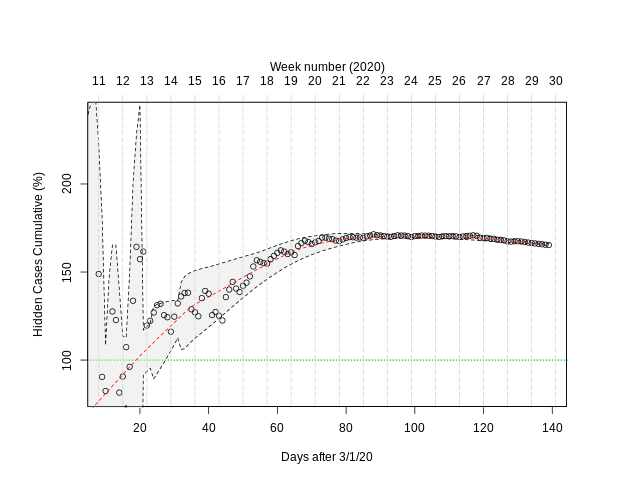 Week number (2020)
11 12 13 14 15 16 17 18 19 20 21 22 23 24 25 26 27 28 29 30
Hidden Cases Cumulative (%)
200
150
100
20 40 60 80 100 120 140
Days after 3/1/20